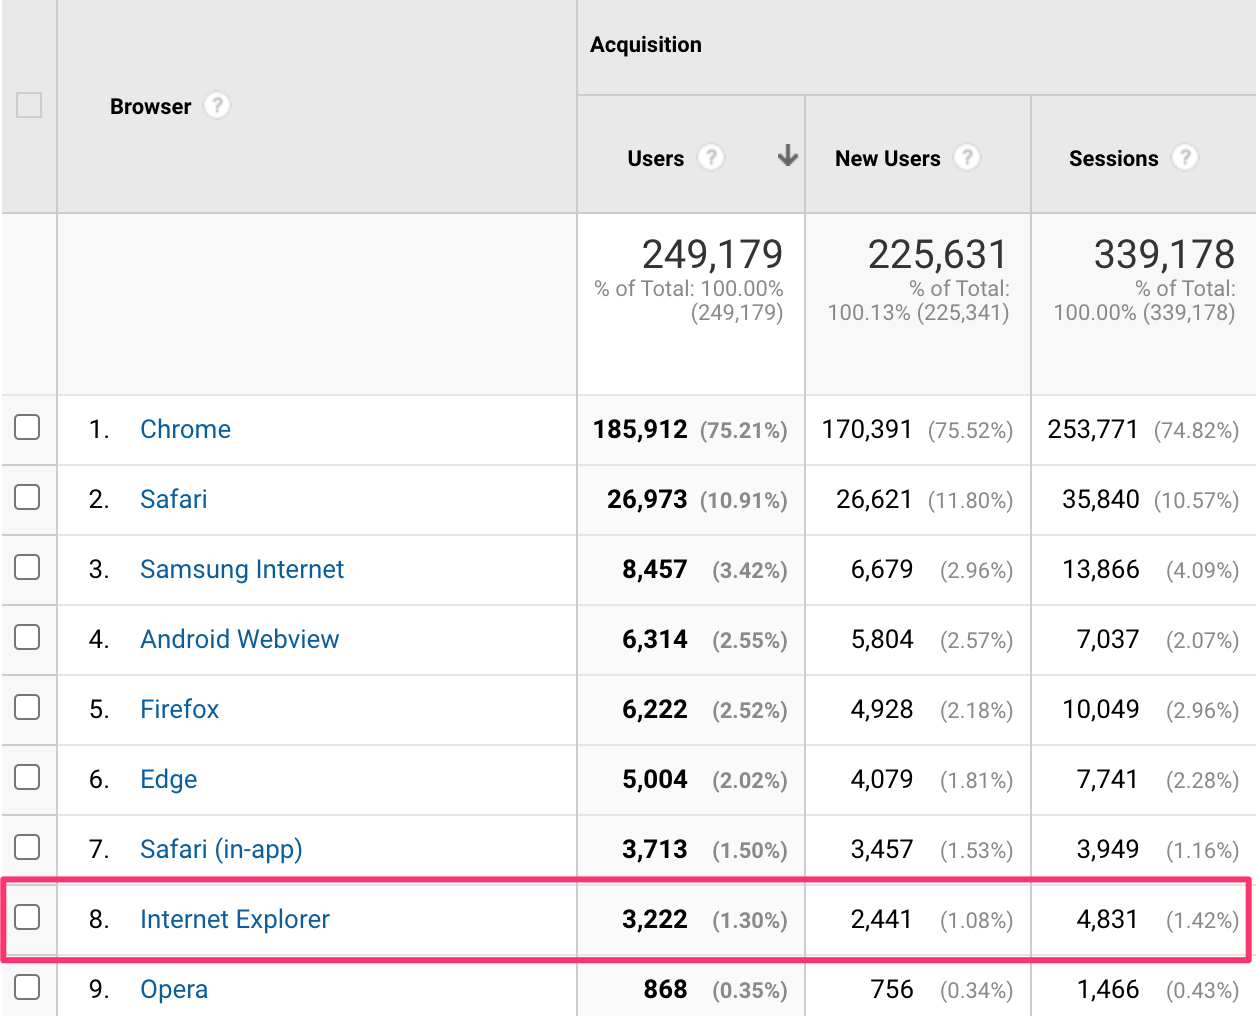 Acquisition
Browser ?
Users ? New Users ? Sessions ?
249,179 225,631 339,178
% of Total: 100.00% % of Total: % of Total:
(249,179) 100.13% (225,341) 100.00% (339,178)
1. Chrome 185,912 (75.21%) 170,391 (75.52%) 253,771 (74.82%)
2. Safari 26,973 (10.91%) 26,621 (11.80%) 35,840 (10.57%)
3. Samsung Internet 8,457 (3.42%) 6,679 (2.96%) 13,866 (4.09%)
4. Android Webview 6,314 (2.55%) 5,804 (2.57%) 7,037 (2.07%)
5. Firefox 6,222 (2.52%) 4,928 (2.18%) 10,049 (2.96%)
6. Edge 5,004 (2.02%) 4,079 (1.81%) 7,741 (2.28%)
7. Safari (in-app) 3,713 (1.50%) 3,457 (1.53%) 3,949 (1.16%)
8. Internet Explorer 3,222 (1.30%) 2,441 (1.08%) 4,831 (1.42%)
9. Opera 868 (0.35%) 756 (0.34%) 1,466 (0.43%)